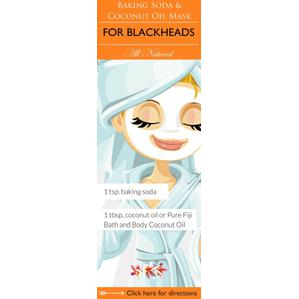 Baking Soda &
Coconut Oil Mask
FOR BLACKHEADS
All Natural
1 tsp. baking soda
1 tbsp, coconut oil or Pure Fiji
Bath and Body Coconut Oil
Click here for directions